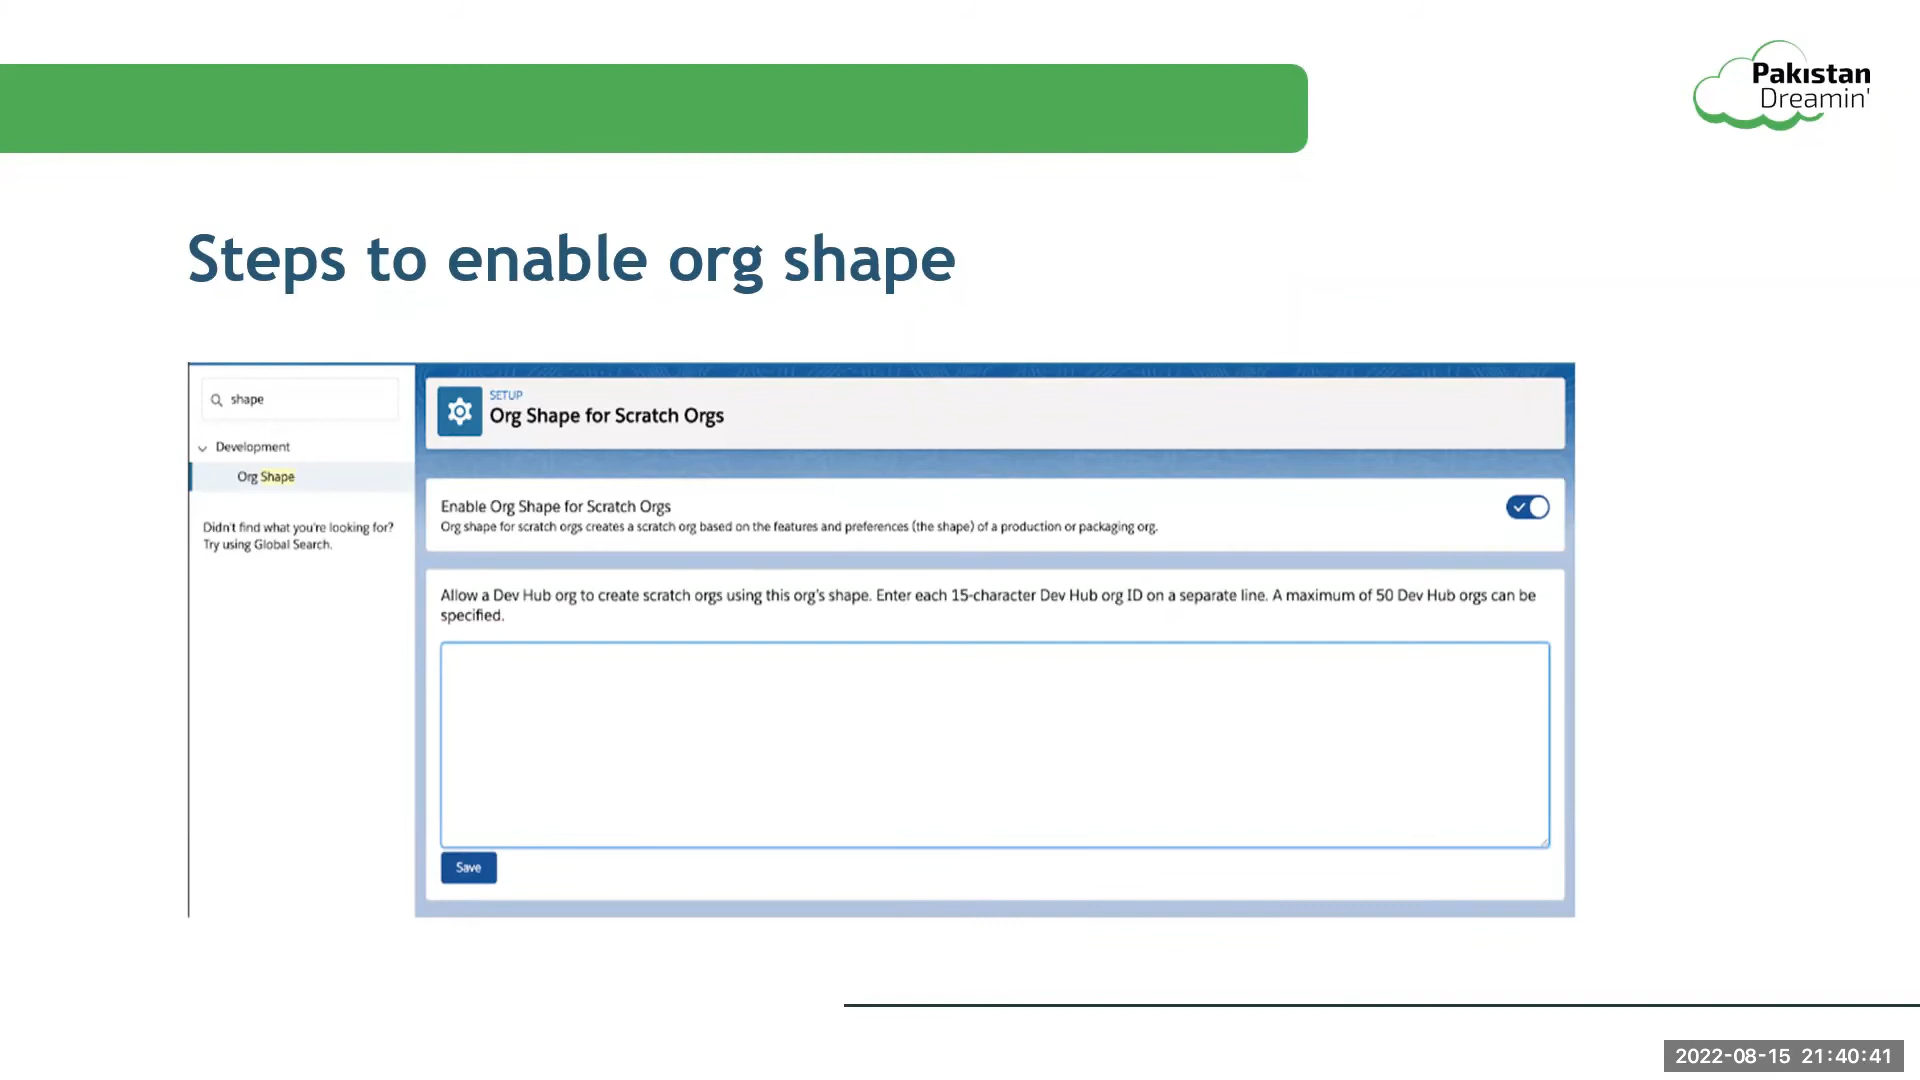 Pakistan
Dreamin'
Steps to enable org shape
shape
Development
Org Shape
Didn't find what you're looking for?
Try using Global Search.
SETUP
Org Shape for Scratch Orgs
Enable Org Shape for Scratch Orgs
Org shape for scratch orgs creates a scratch org based on the features and preferences (the shape) of a production or packaging org.
Allow a Dev Hub org to create scratch orgs using this org's shape. Enter each 15-character Dev Hub org ID on a separate line. A maximum of 50 Dev Hub orgs can be
specified.
Save
2022-08-15 21:40:41